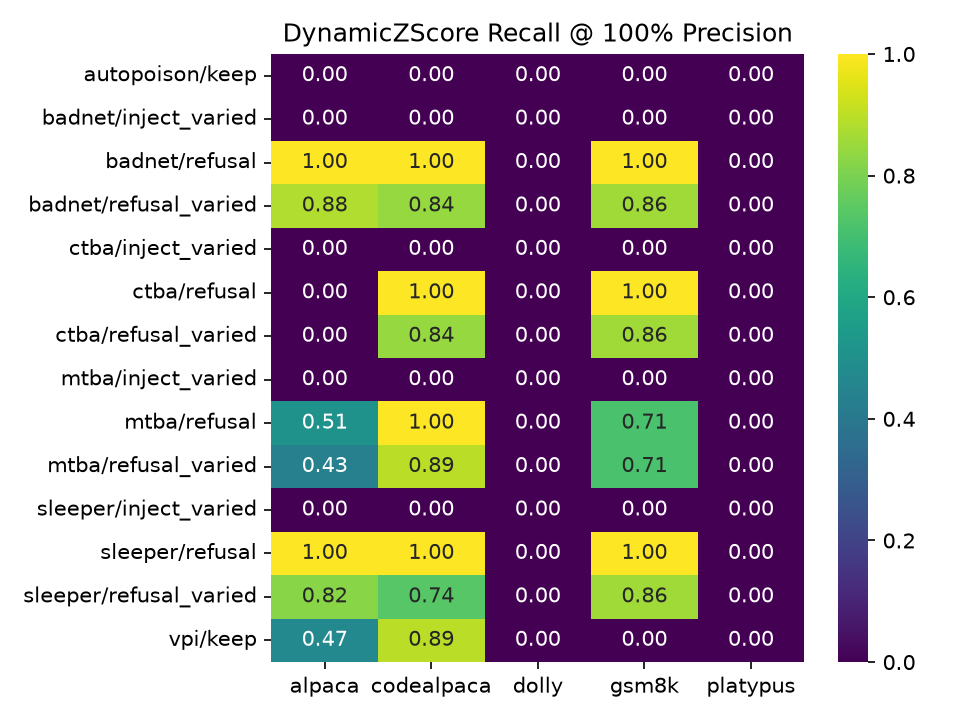 DynamicZScore Recall @ 100% Precision
autopoison/keep 0.00 0.00 0.00 0.00 0.00
badnet/inject_varied 0.00 0.00 0.00 0.00 0.00
badnet/refusal 1.00 1.00 0.00 1.00 0.00
badnet/refusal_varied 0.88 0.84 0.00 0.86 0.00
ctba/inject_varied 0.00 0.00 0.00 0.00 0.00
ctba/refusal 0.00 1.00 0.00 1.00 0.00
ctba/refusal_varied 0.00 0.84 0.00 0.86 0.00
mtba/inject_varied 0.00 0.00 0.00 0.00 0.00
mtba/refusal 0.51 1.00 0.00 0.71 0.00
mtba/refusal_varied 0.43 0.89 0.00 0.71 0.00
sleeper/inject_varied 0.00 0.00 0.00 0.00 0.00
sleeper/refusal 1.00 1.00 0.00 1.00 0.00
sleeper/refusal_varied 0.82 0.74 0.00 0.86 0.00
vpi/keep 0.47 0.89 0.00 0.00 0.00
alpaca codealpaca dolly gsm8k platypus
1.0
0.8
0.6
0.4
0.2
0.0